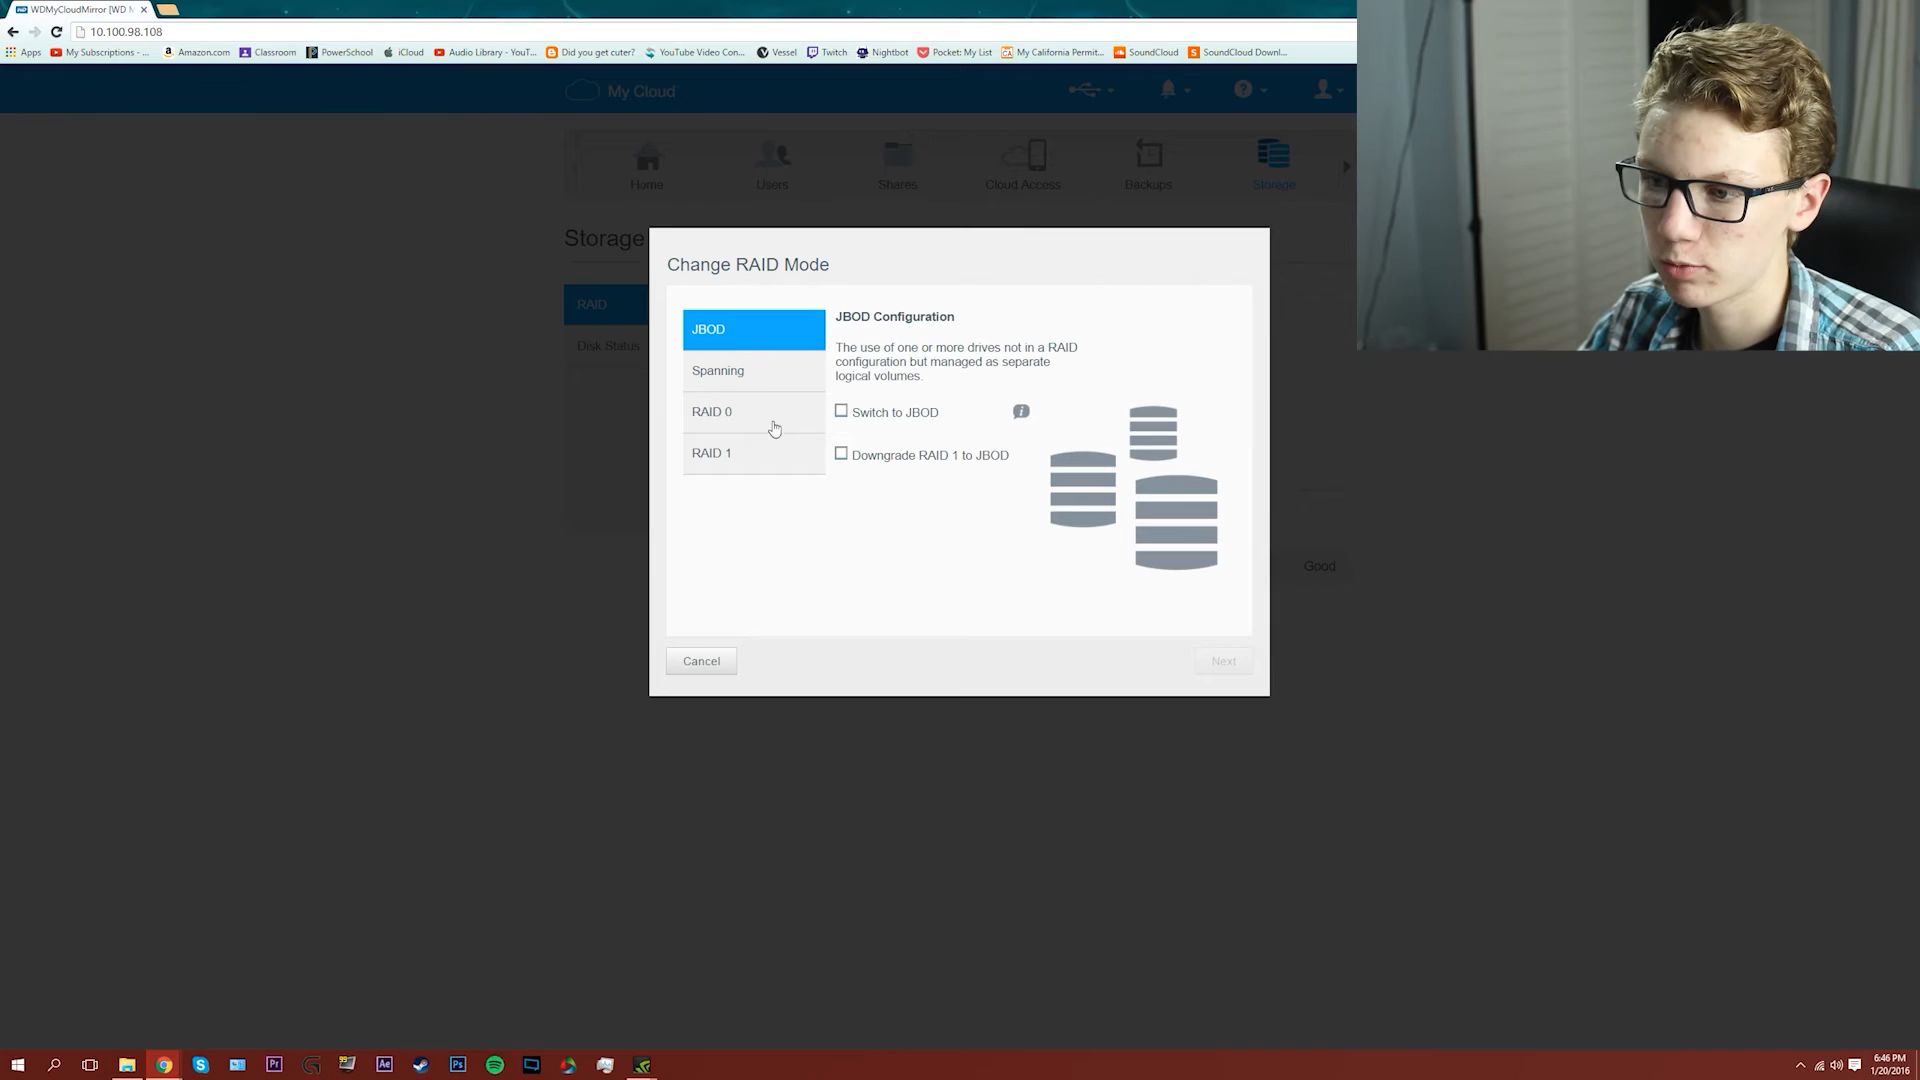 WDMyCloudMirror [WD M
10.100.98.108
Apps My Subscriptions - ... Amazon.com Classroom PowerSchool iCloud Audio Library - YouT... Did you get cuter? YouTube Video Con... Vessel Twitch Nightbot Pocket: My List My California Permit... SoundCloud SoundCloud Downl...
My Cloud
Home Users Shares Cloud Access Backups Storage
Storage
RAID
Disk Status
Good
Change RAID Mode
JBOD
Spanning
RAID 0
RAID 1
JBOD Configuration
The use of one or more drives not in a RAID
configuration but managed as separate
logical volumes.
Switch to JBOD
Downgrade RAID 1 to JBOD
Cancel
Next
6:46 PM
1/20/2016